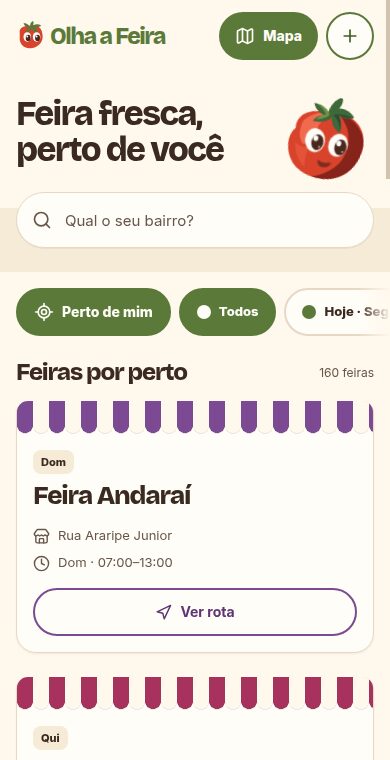 Olha a Feira
Mapa
Feira fresca,
perto de você
Qual o seu bairro?
Perto de mim
Todos
Hoje · Seg
Feiras por perto
160 feiras
Dom
Feira Andaraí
Rua Araripe Junior
Dom · 07:00–13:00
Ver rota
Qui